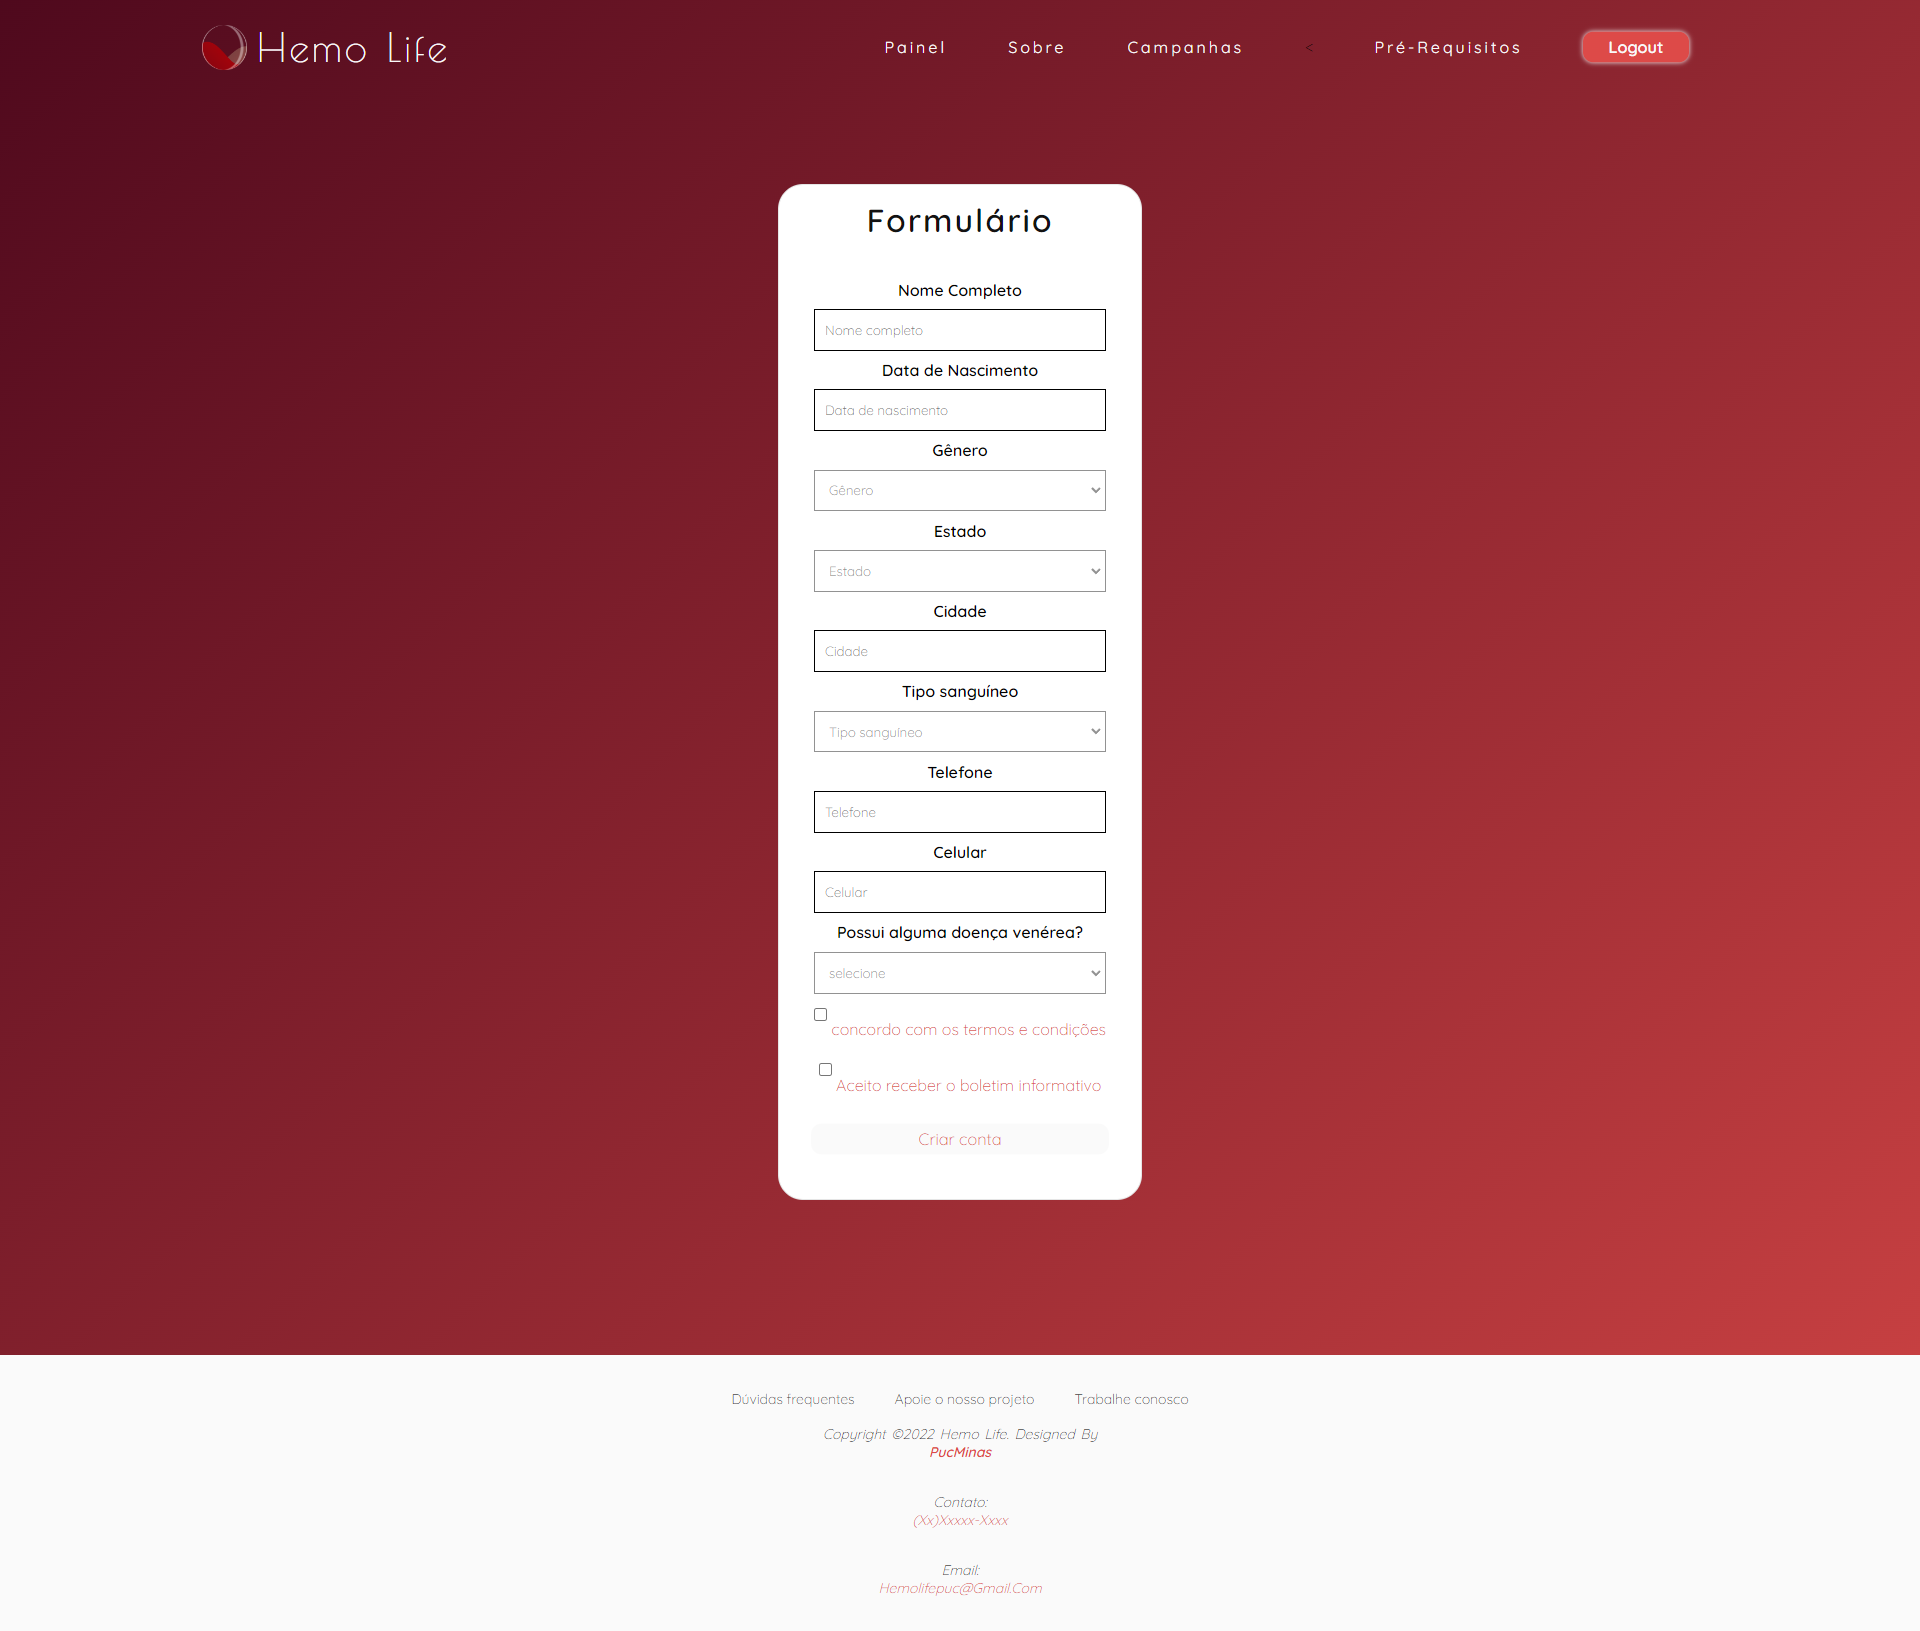 Hemo Life
Painel
Sobre
Campanhas
<
Pré-Requisitos
Logout
Formulário
Nome Completo
Nome completo
Data de Nascimento
Data de nascimento
Gênero
Gênero
Estado
Estado
Cidade
Cidade
Tipo sanguíneo
Tipo sanguíneo
Telefone
Telefone
Celular
Celular
Possui alguma doença venérea?
selecione
concordo com os termos e condições
Aceito receber o boletim informativo
Criar conta
Dúvidas frequentes
Apoie o nosso projeto
Trabalhe conosco
Copyright ©2022 Hemo Life. Designed By
PucMinas
Contato:
(Xx)Xxxxx-Xxxx
Email:
Hemolifepuc@Gmail.Com